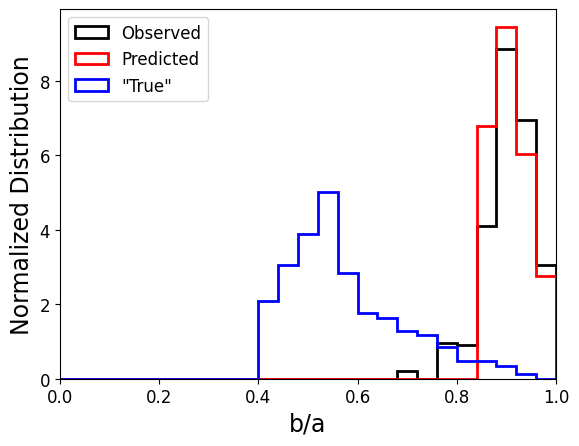 Observed
Predicted
"True"
Normalized Distribution
8
6
4
2
0
0.0 0.2 0.4 0.6 0.8 1.0
b/a